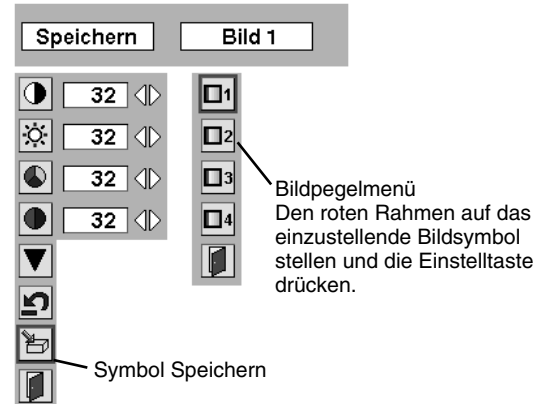 Speichern Bild 1
32 1
32 2
32 3
32 4
Bildpegelmenü
Den roten Rahmen auf das
einzustellende Bildsymbol
stellen und die Einstelltaste
drücken.
Symbol Speichern